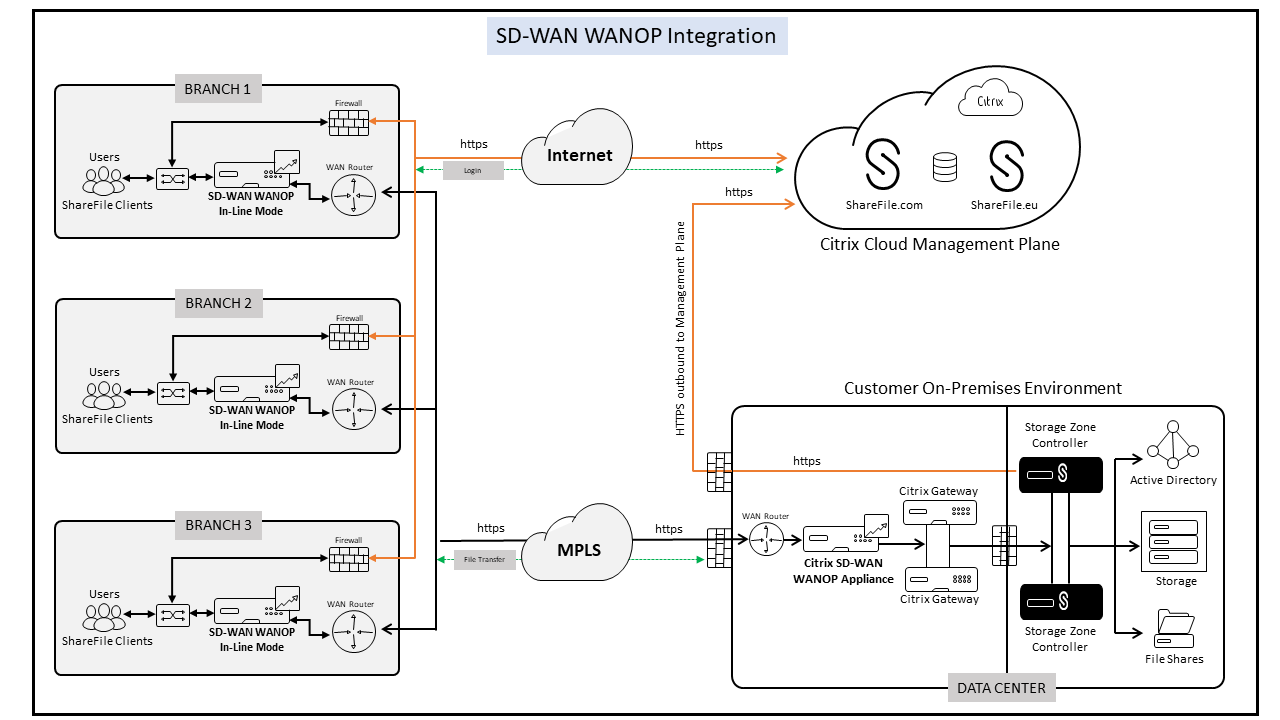 SD-WAN WANOP Integration
BRANCH 1
Firewall
Users
ShareFile Clients
SD-WAN WANOP
In-Line Mode
WAN Router
https
Login
Internet
https
https
Citrix
ShareFile.com
ShareFile.eu
Citrix Cloud Management Plane
HTTPS outbound to Management Plane
BRANCH 2
Firewall
Users
ShareFile Clients
SD-WAN WANOP
In-Line Mode
WAN Router
BRANCH 3
Firewall
Users
ShareFile Clients
SD-WAN WANOP
In-Line Mode
WAN Router
https
File Transfer
MPLS
https
Customer On-Premises Environment
https
WAN Router
Citrix SD-WAN
WANOP Appliance
Citrix Gateway
Citrix Gateway
Storage Zone
Controller
Storage Zone
Controller
Active Directory
Storage
File Shares
DATA CENTER